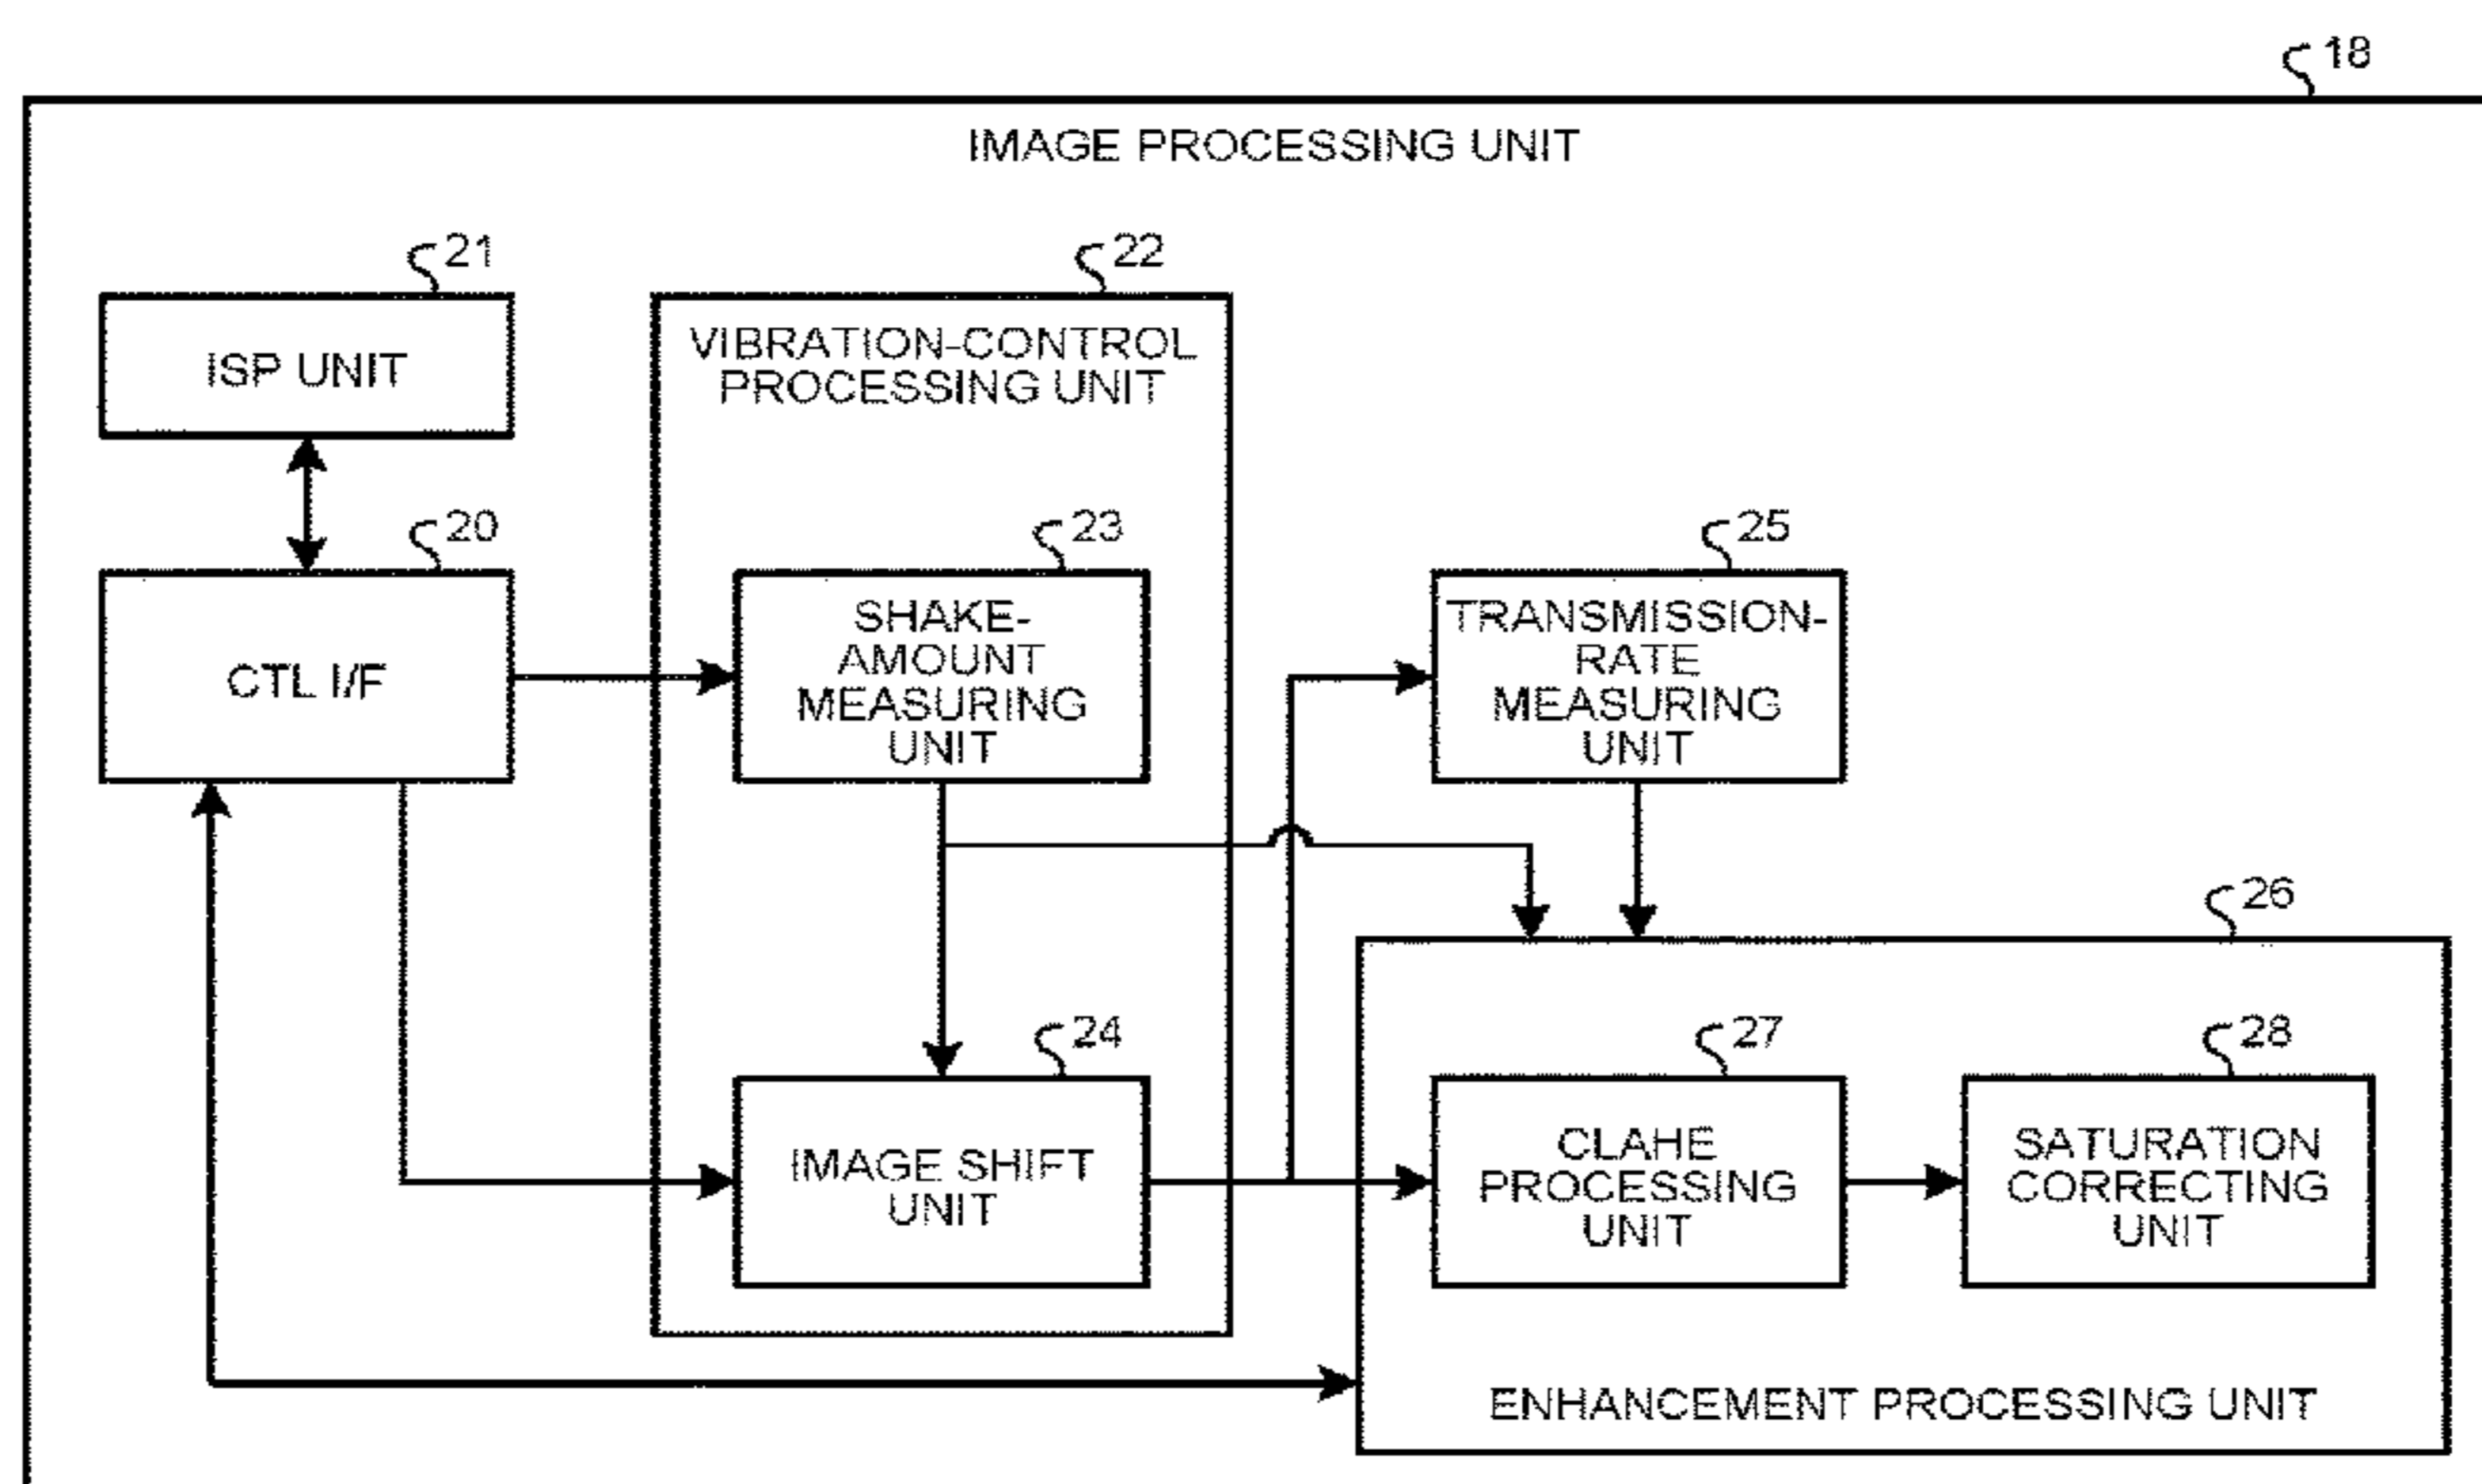 18
IMAGE PROCESSING UNIT
21
ISP UNIT
22
VIBRATION-CONTROL
PROCESSING UNIT
20
CTL I/F
23
SHAKE-
AMOUNT
MEASURING
UNIT
25
TRANSMISSION-
RATE
MEASURING
UNIT
24
IMAGE SHIFT
UNIT
26
27
CLAHE
PROCESSING
UNIT
28
SATURATION
CORRECTING
UNIT
ENHANCEMENT PROCESSING UNIT